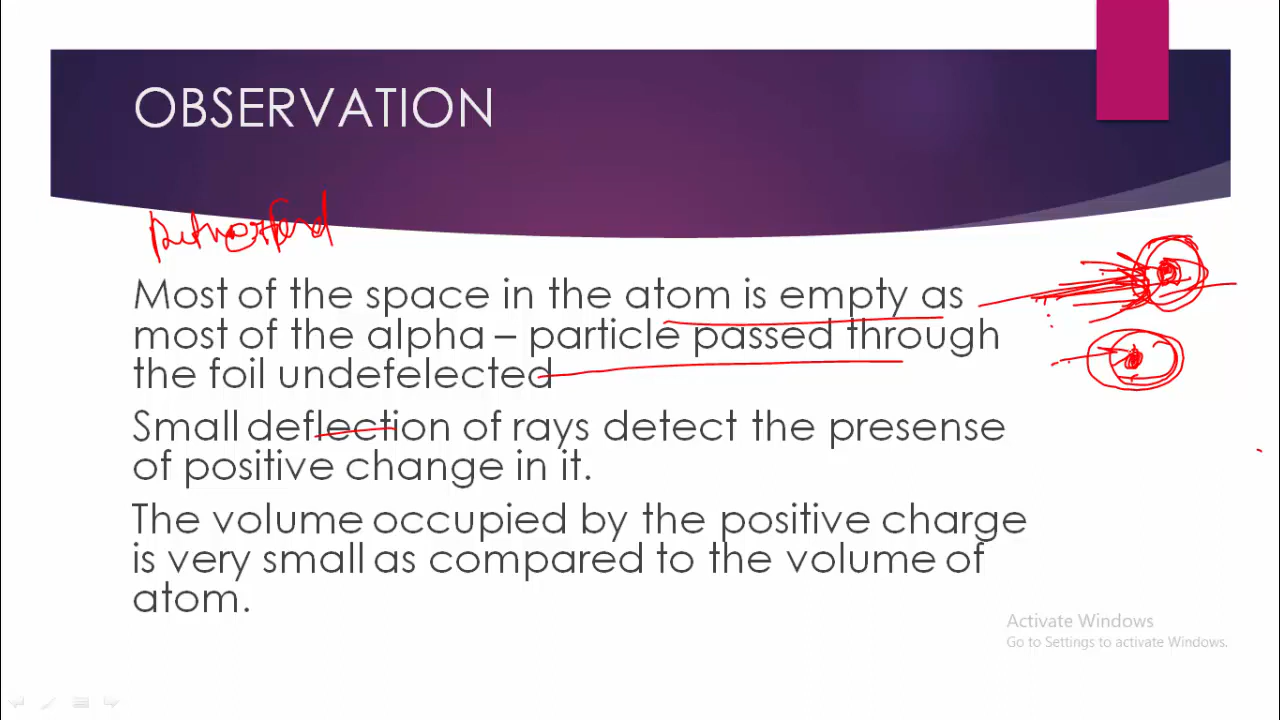 OBSERVATION
Rutherford
Most of the space in the atom is empty as
most of the alpha – particle passed through
the foil undefelected
Small deflection of rays detect the presense
of positive change in it.
The volume occupied by the positive charge
is very small as compared to the volume of
atom.
Activate Windows
Go to Settings to activate Windows.